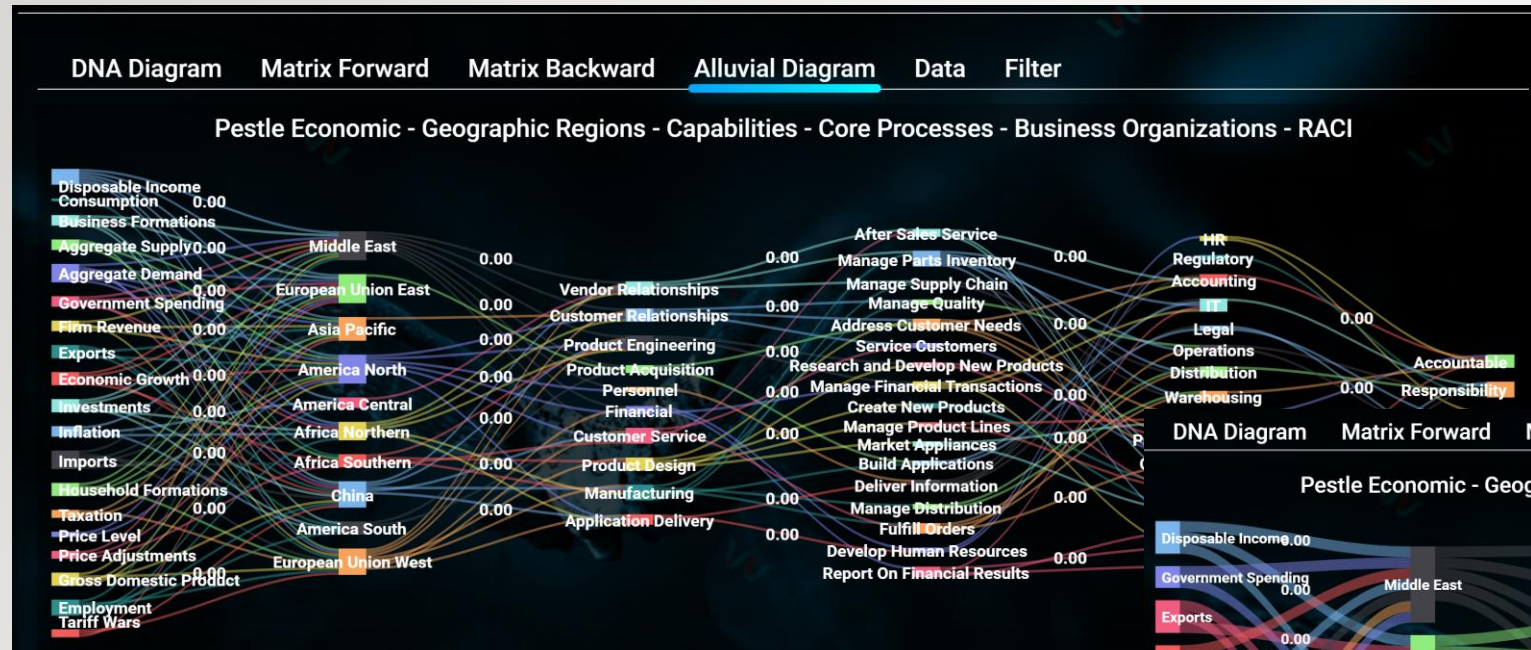 DNA Diagram Matrix Forward Matrix Backward Alluvial Diagram Data Filter
Pestle Economic - Geographic Regions - Capabilities - Core Processes - Business Organizations - RACI
Disposable Income
Consumption
Business Formations
Aggregate Supply
Aggregate Demand
Government Spending
Firm Revenue
Exports
Economic Growth
Investments
Inflation
Imports
Household Formations
Taxation
Price Level
Price Adjustments
Gross Domestic Product
Employment
Tariff Wars
0.00
0.00
0.00
0.00
0.00
0.00
0.00
0.00
0.00
Middle East
European Union East
Asia Pacific
America North
America Central
Africa Northern
Africa Southern
China
America South
European Union West
0.00
0.00
0.00
0.00
0.00
0.00
0.00
Vendor Relationships
Customer Relationships
Product Engineering
Product Acquisition
Personnel
Financial
Customer Service
Product Design
Manufacturing
Application Delivery
0.00
0.00
0.00
0.00
0.00
0.00
0.00
After Sales Service
Manage Parts Inventory
Manage Supply Chain
Manage Quality
Address Customer Needs
Service Customers
Research and Develop New Products
Manage Financial Transactions
Create New Products
Manage Product Lines
Market Appliances
Build Applications
Deliver Information
Manage Distribution
Fulfill Orders
Develop Human Resources
Report On Financial Results
0.00
0.00
0.00
0.00
0.00
0.00
HR
Regulatory
Accounting
IT
Legal
Operations
Distribution
Warehousing
0.00
0.00
Accountable
Responsibility
DNA Diagram Matrix Forward
Pestle Economic - Geog
Disposable Income
0.00
Government Spending
0.00
Exports
0.00
Middle East